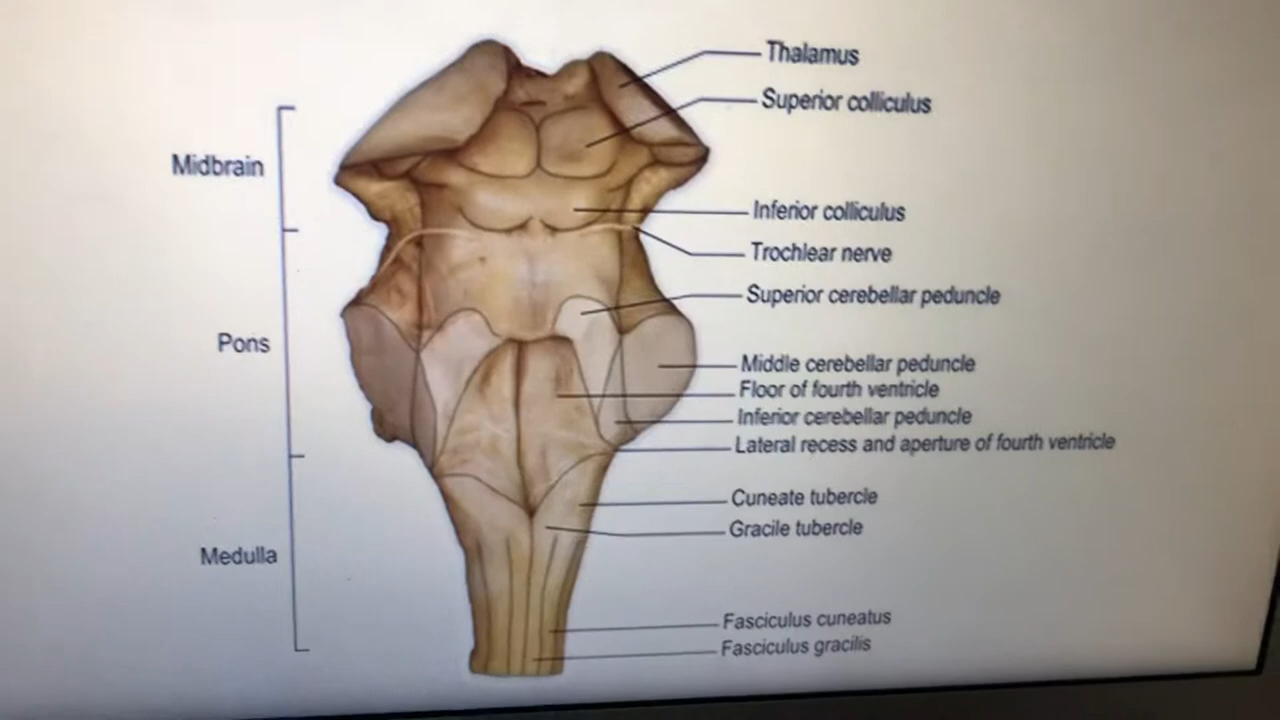 Thalamus
Superior colliculus
Midbrain
Inferior colliculus
Trochlear nerve
Superior cerebellar peduncle
Pons
Middle cerebellar peduncle
Floor of fourth ventricle
Inferior cerebellar peduncle
Lateral recess and aperture of fourth ventricle
Cuneate tubercle
Gracile tubercle
Medulla
Fasciculus cuneatus
Fasciculus gracilis